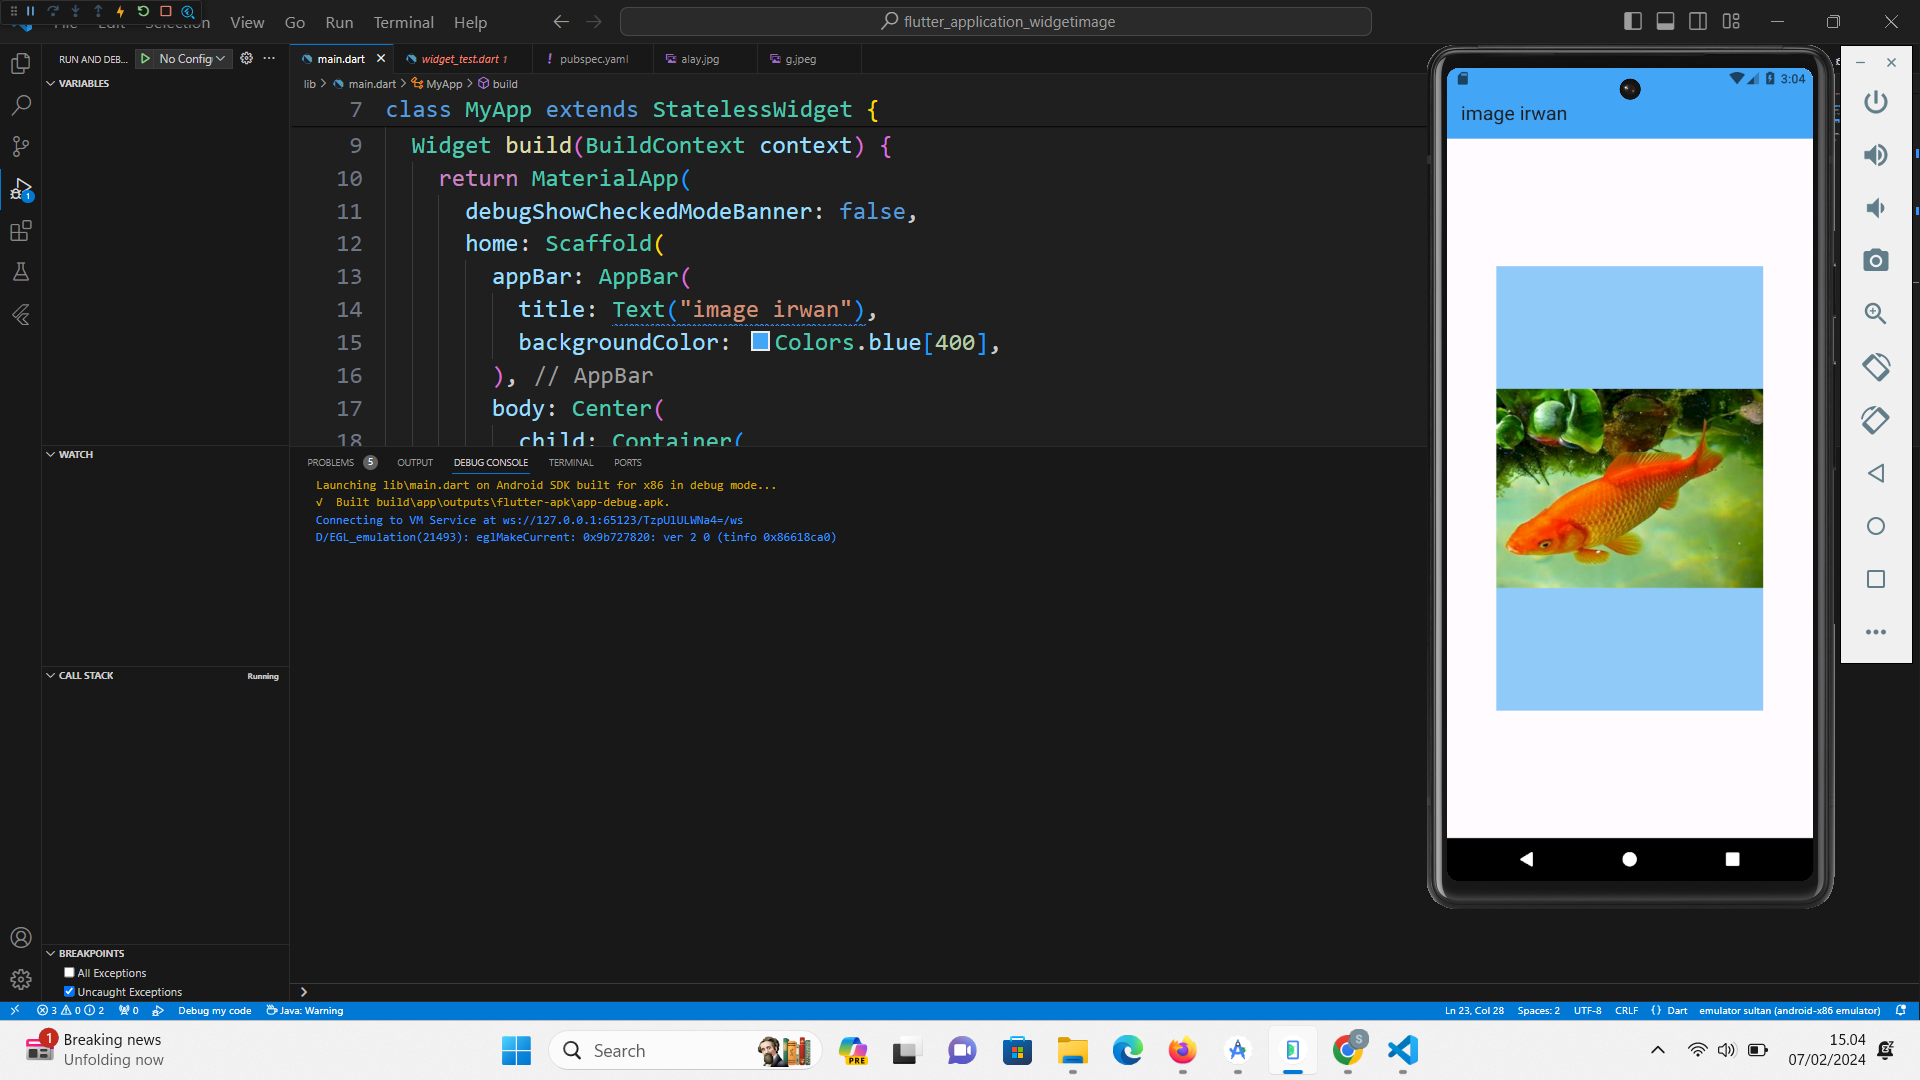 View Go Run Terminal Help
flutter_application_widgetimage
RUN AND DEB...
No Config
main.dart
widget_test.dart 1
pubspec.yaml
alay.jpg
g.jpeg
VARIABLES
lib > main.dart > MyApp > build
7 class MyApp extends StatelessWidget {
9 Widget build(BuildContext context) {
10 return MaterialApp(
11 debugShowCheckedModeBanner: false,
12 home: Scaffold(
13 appBar: AppBar(
14 title: Text("image irwan"),
15 backgroundColor: Colors.blue[400],
16 ), // AppBar
17 body: Center(
18 child: Container(
WATCH
PROBLEMS 5 OUTPUT DEBUG CONSOLE TERMINAL PORTS
Launching lib\main.dart on Android SDK built for x86 in debug mode...
√ Built build\app\outputs\flutter-apk\app-debug.apk.
Connecting to VM Service at ws://127.0.0.1:65123/TzpUlULWNa4=/ws
D/EGL_emulation(21493): eglMakeCurrent: 0x9b727820: ver 2 0 (tinfo 0x86618ca0)
CALL STACK
Running
BREAKPOINTS
All Exceptions
Uncaught Exceptions
3:04
image irwan
3 0 2
0
Debug my code
Java: Warning
Ln 23, Col 28
Spaces: 2
UTF-8
CRLF
{} Dart
emulator sultan (android-x86 emulator)
1
Breaking news
Unfolding now
Search
PRE
S
15.04
07/02/2024